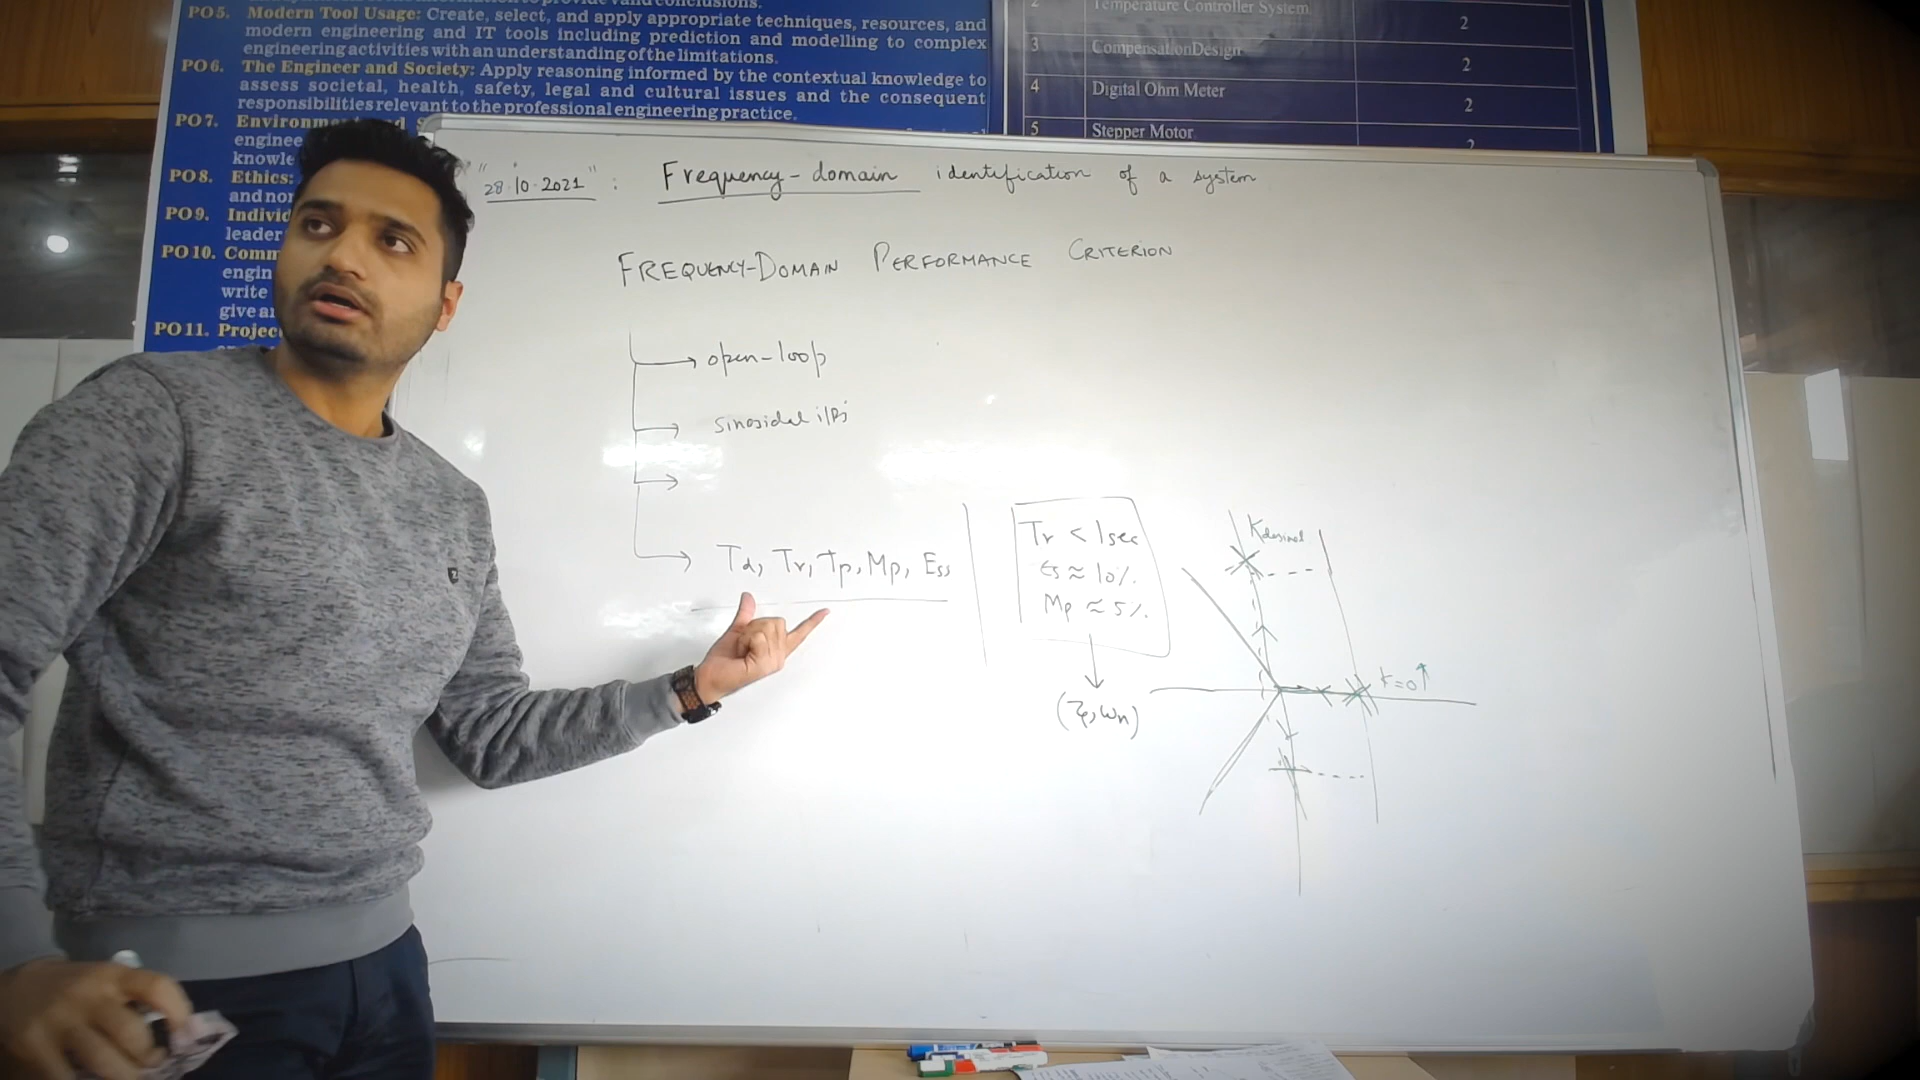 PO5. Modern Tool Usage: Create, select, and apply appropriate techniques, resources, and
modern engineering and IT tools including prediction and modelling to complex
engineering activities with an understanding of the limitations.
PO6. The Engineer and Society: Apply reasoning informed by the contextual knowledge to
assess societal, health, safety, legal and cultural issues and the consequent
responsibilities relevant to the professional engineering practice.
PO7.
enginee
knowle
PO8. Ethics:
and nor
PO9. Individ
leader
PO10. Comm
engin
write
give an
PO11. Projec
2 Temperature Controller System 2
3 Compensation Design 2
4 Digital Ohm Meter 2
5 Stepper Motor
"28.10.2021" : Frequency-domain identification of a system
FREQUENCY-DOMAIN PERFORMANCE CRITERION
open-loop
sinosidal i/Ps
Td, Tr, Tp, Mp, Ess
Tr < 1sec
Es ≈ 10%.
Mp ≈ 5%.
(ζ, ωn)
Kdesired
K=0↑